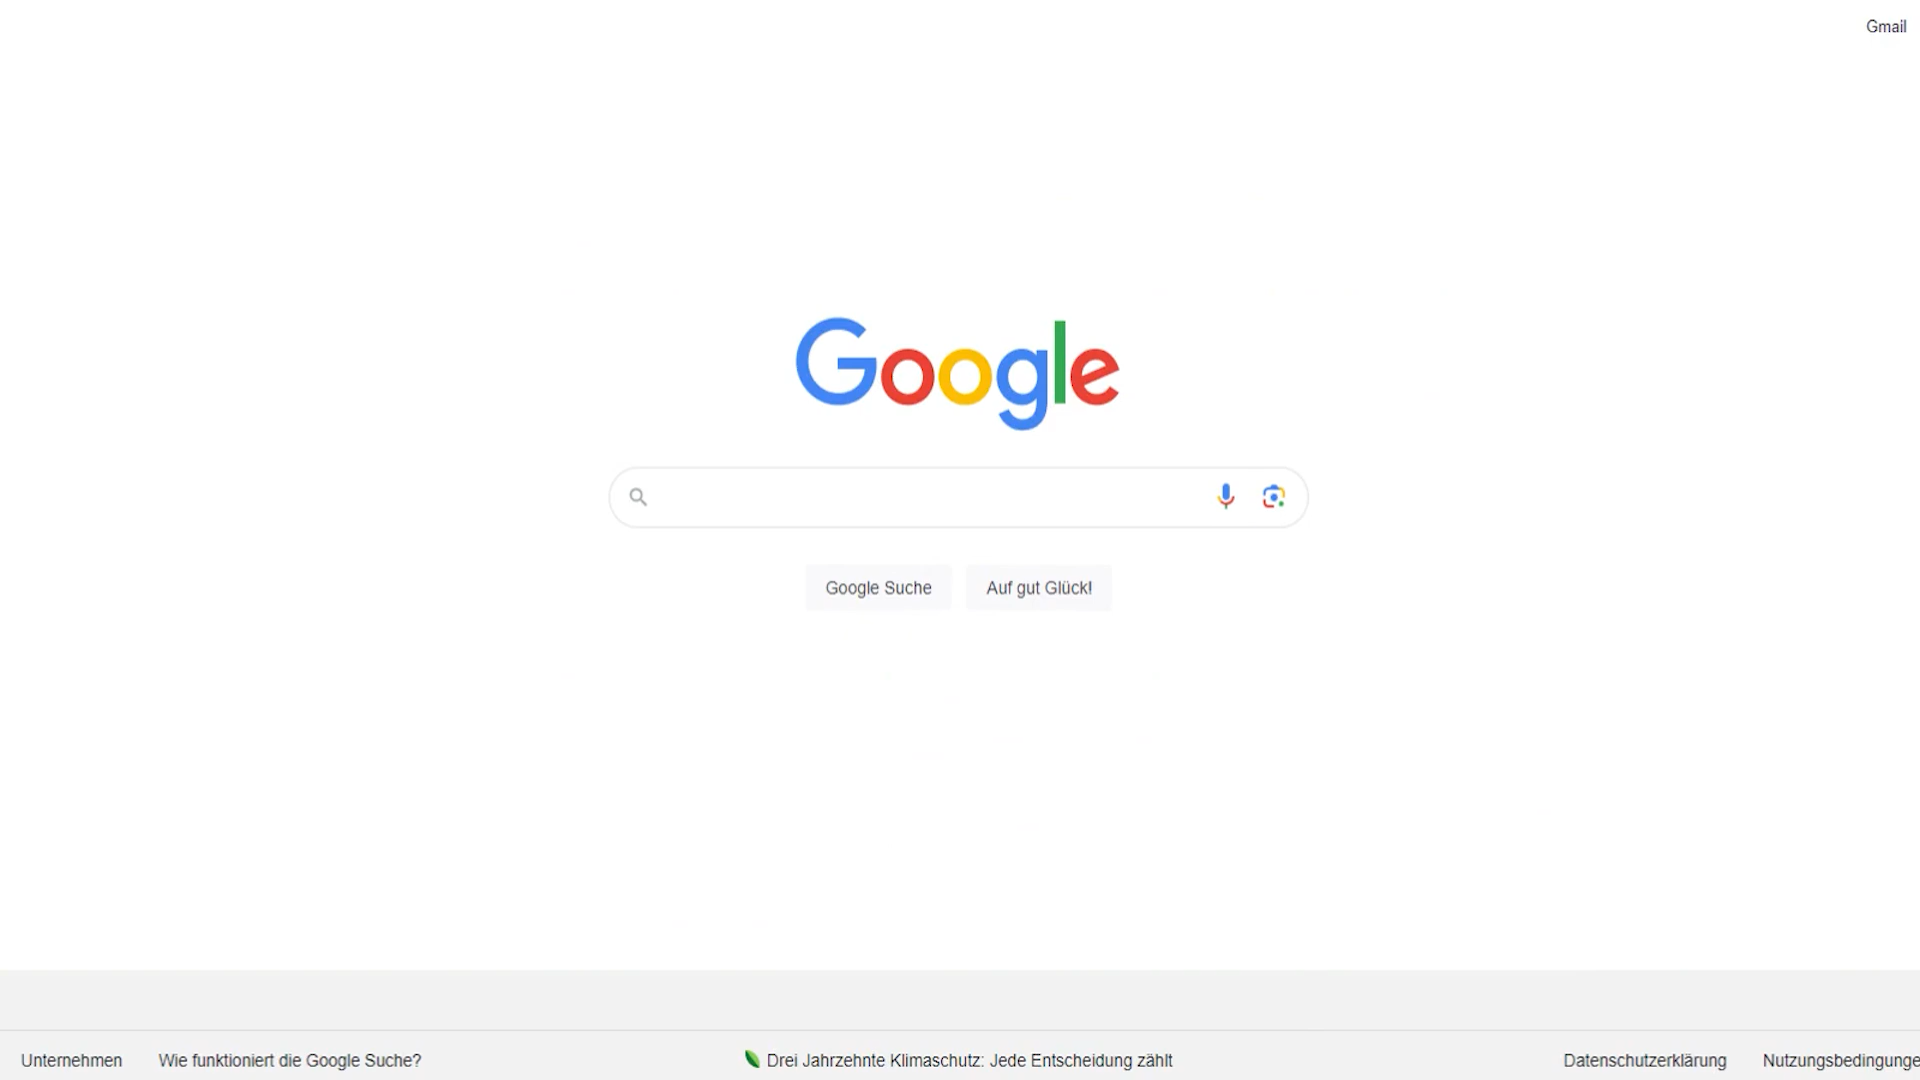 Gmail
Google
Google Suche
Auf gut Glück!
Unternehmen
Wie funktioniert die Google Suche?
Drei Jahrzehnte Klimaschutz: Jede Entscheidung zählt
Datenschutzerklärung
Nutzungsbedingunge